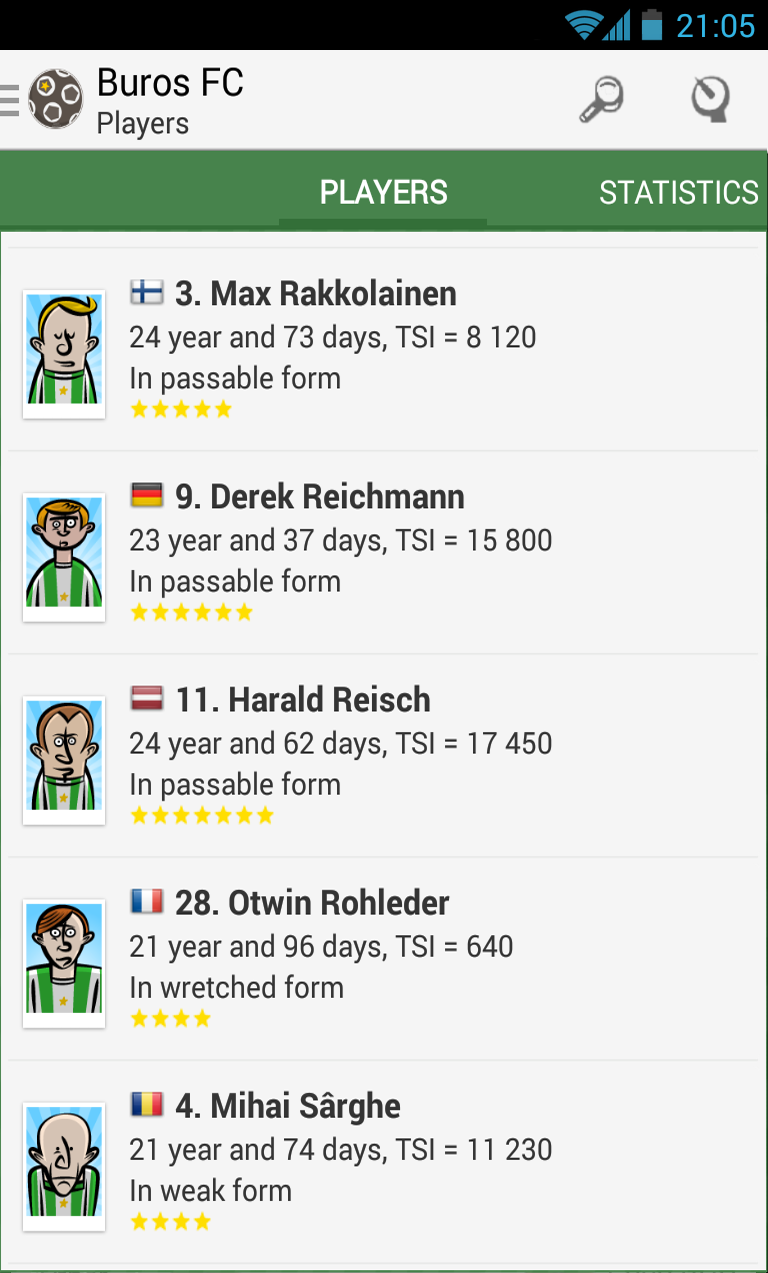 21:05
Buros FC
Players
PLAYERS
STATISTICS
3. Max Rakkolainen
24 year and 73 days, TSI = 8 120
In passable form
9. Derek Reichmann
23 year and 37 days, TSI = 15 800
In passable form
11. Harald Reisch
24 year and 62 days, TSI = 17 450
In passable form
28. Otwin Rohleder
21 year and 96 days, TSI = 640
In wretched form
4. Mihai Sârghe
21 year and 74 days, TSI = 11 230
In weak form